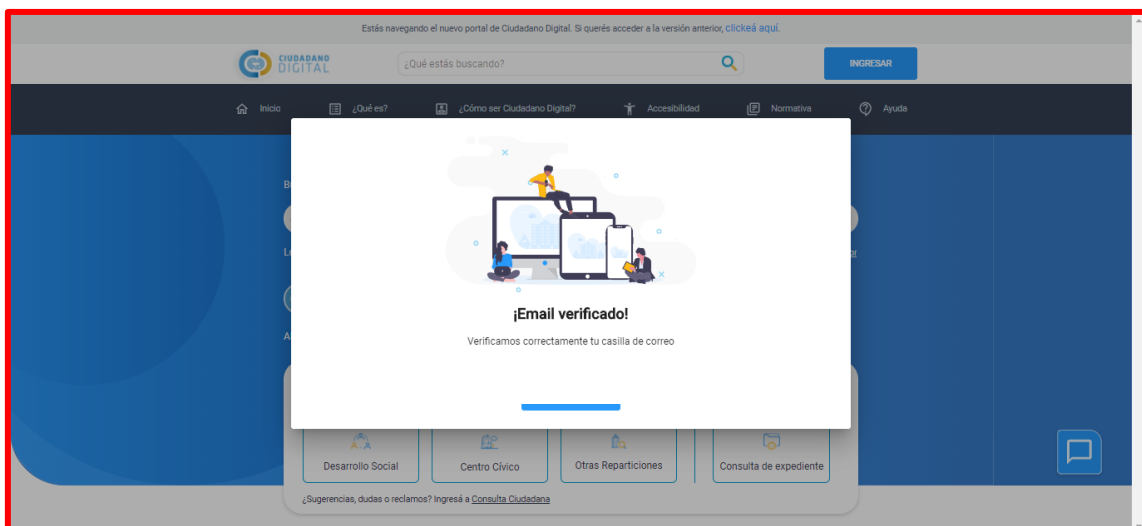 Estás navegando el nuevo portal de Ciudadano Digital. Si querés acceder a la versión anterior, clickeá aquí.
CIUDADANO
DIGITAL
¿Qué estás buscando?
INGRESAR
Inicio
¿Qué es?
¿Cómo ser Ciudadano Digital?
Accesibilidad
Normativa
Ayuda
¡Email verificado!
Verificamos correctamente tu casilla de correo
Desarrollo Social
Centro Cívico
Otras Reparticiones
Consulta de expediente
¿Sugerencias, dudas o reclamos? Ingresá a Consulta Ciudadana